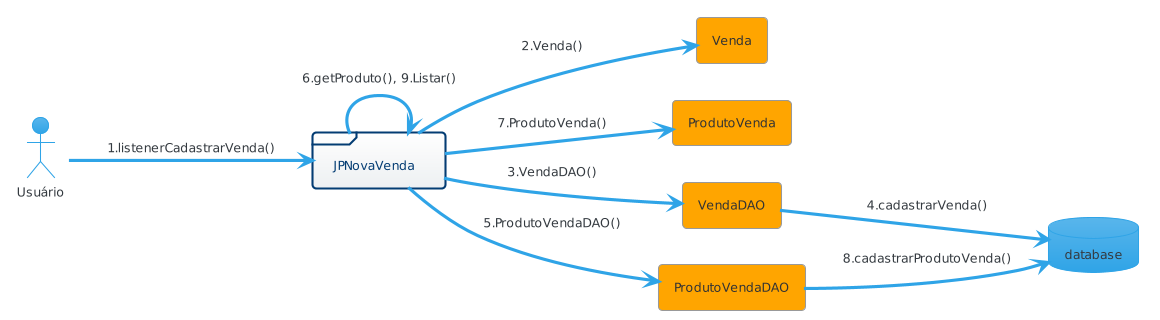 2.Venda()
Venda
6.getProduto(), 9.Listar()
7.ProdutoVenda()
ProdutoVenda
1.listenerCadastrarVenda()
JPNovaVenda
3.VendaDAO()
Usuário
VendaDAO
4.cadastrarVenda()
5.ProdutoVendaDAO()
database
8.cadastrarProdutoVenda()
ProdutoVendaDAO